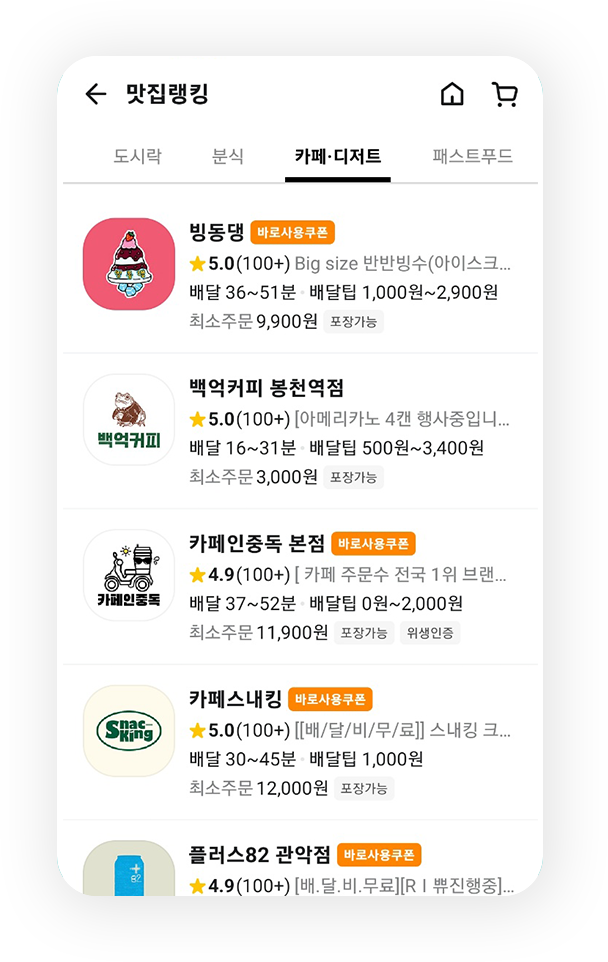 맛집랭킹
도시락 분식 카페·디저트 패스트푸드
빙동댕 바로사용쿠폰
5.0(100+) Big size 반반빙수(아이스크...
배달 36~51분 · 배달팁 1,000원~2,900원
최소주문 9,900원 포장가능
백억커피
백억커피 봉천역점
5.0(100+) [아메리카노 4캔 행사중입니...
배달 16~31분 · 배달팁 500원~3,400원
최소주문 3,000원 포장가능
카페인중독
카페인중독 본점 바로사용쿠폰
4.9(100+) [ 카페 주문수 전국 1위 브랜...
배달 37~52분 · 배달팁 0원~2,000원
최소주문 11,900원 포장가능 위생인증
Snac-
King
카페스내킹 바로사용쿠폰
5.0(100+) [[배/달/비/무/료]] 스내킹 크...
배달 30~45분 · 배달팁 1,000원
최소주문 12,000원 포장가능
+
82
플러스82 관악점 바로사용쿠폰
4.9(100+) [배.달.비.무료][Rㅣ쀼진행중]...